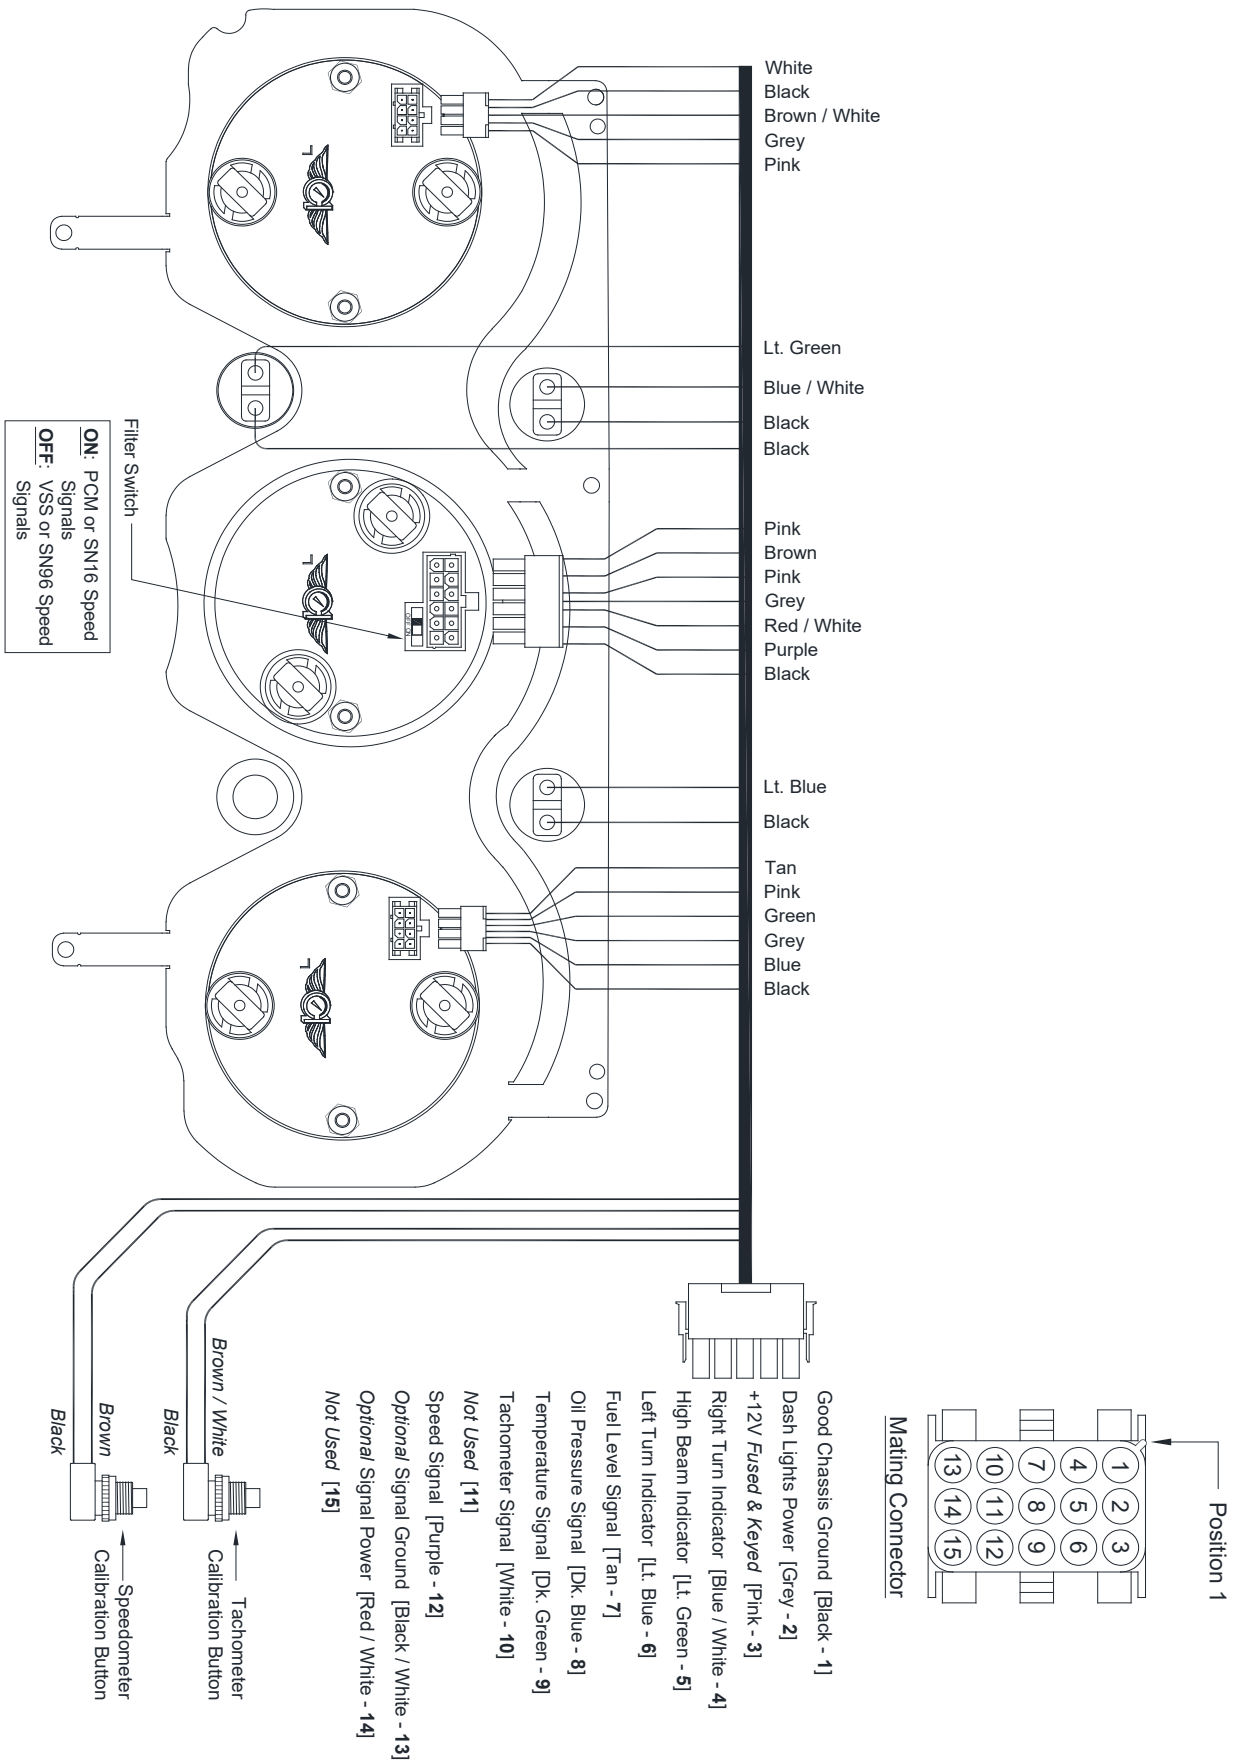 White
Black
Brown / White
Grey
Pink
Lt. Green
Blue / White
Black
Black
Pink
Brown
Pink
Grey
Red / White
Purple
Black
Lt. Blue
Black
Tan
Pink
Green
Grey
Blue
Black
Filter Switch
ON: PCM or SN16 Speed
Signals
OFF: VSS or SN96 Speed
Signals
OFF ON
Position 1
1 2 3
4 5 6
7 8 9
10 11 12
13 14 15
Mating Connector
Good Chassis Ground [Black - 1]
Dash Lights Power [Grey - 2]
+12V Fused & Keyed [Pink - 3]
Right Turn Indicator [Blue / White - 4]
High Beam Indicator [Lt. Green - 5]
Left Turn Indicator [Lt. Blue - 6]
Fuel Level Signal [Tan - 7]
Oil Pressure Signal [Dk. Blue - 8]
Temperature Signal [Dk. Green - 9]
Tachometer Signal [White - 10]
Not Used [11]
Speed Signal [Purple - 12]
Optional Signal Ground [Black / White - 13]
Optional Signal Power [Red / White - 14]
Not Used [15]
Brown / White
Black
Tachometer
Calibration Button
Brown
Black
Speedometer
Calibration Button